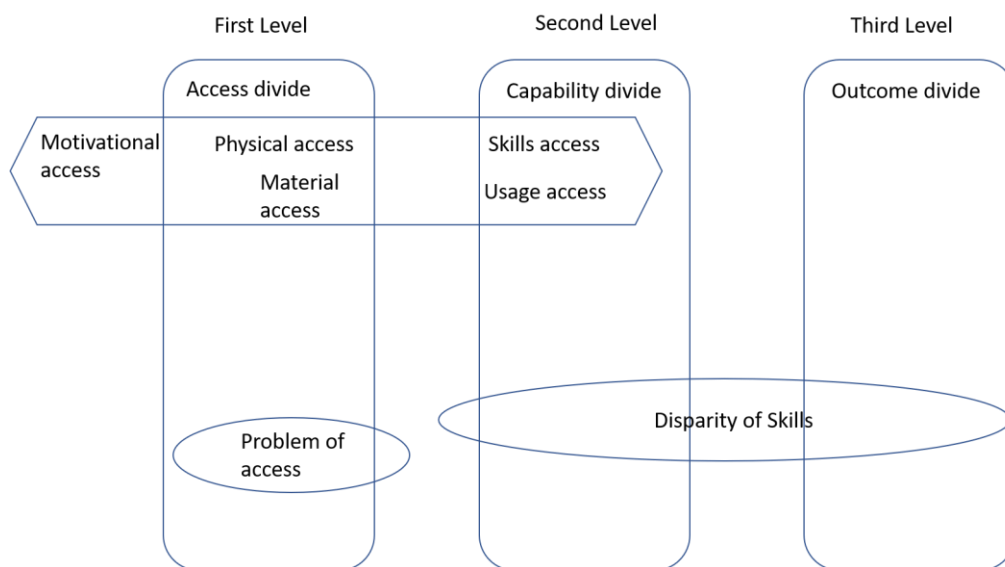 First Level
Second Level
Third Level
Access divide
Capability divide
Outcome divide
Motivational
access
Physical access
Material
access
Skills access
Usage access
Problem of
access
Disparity of Skills